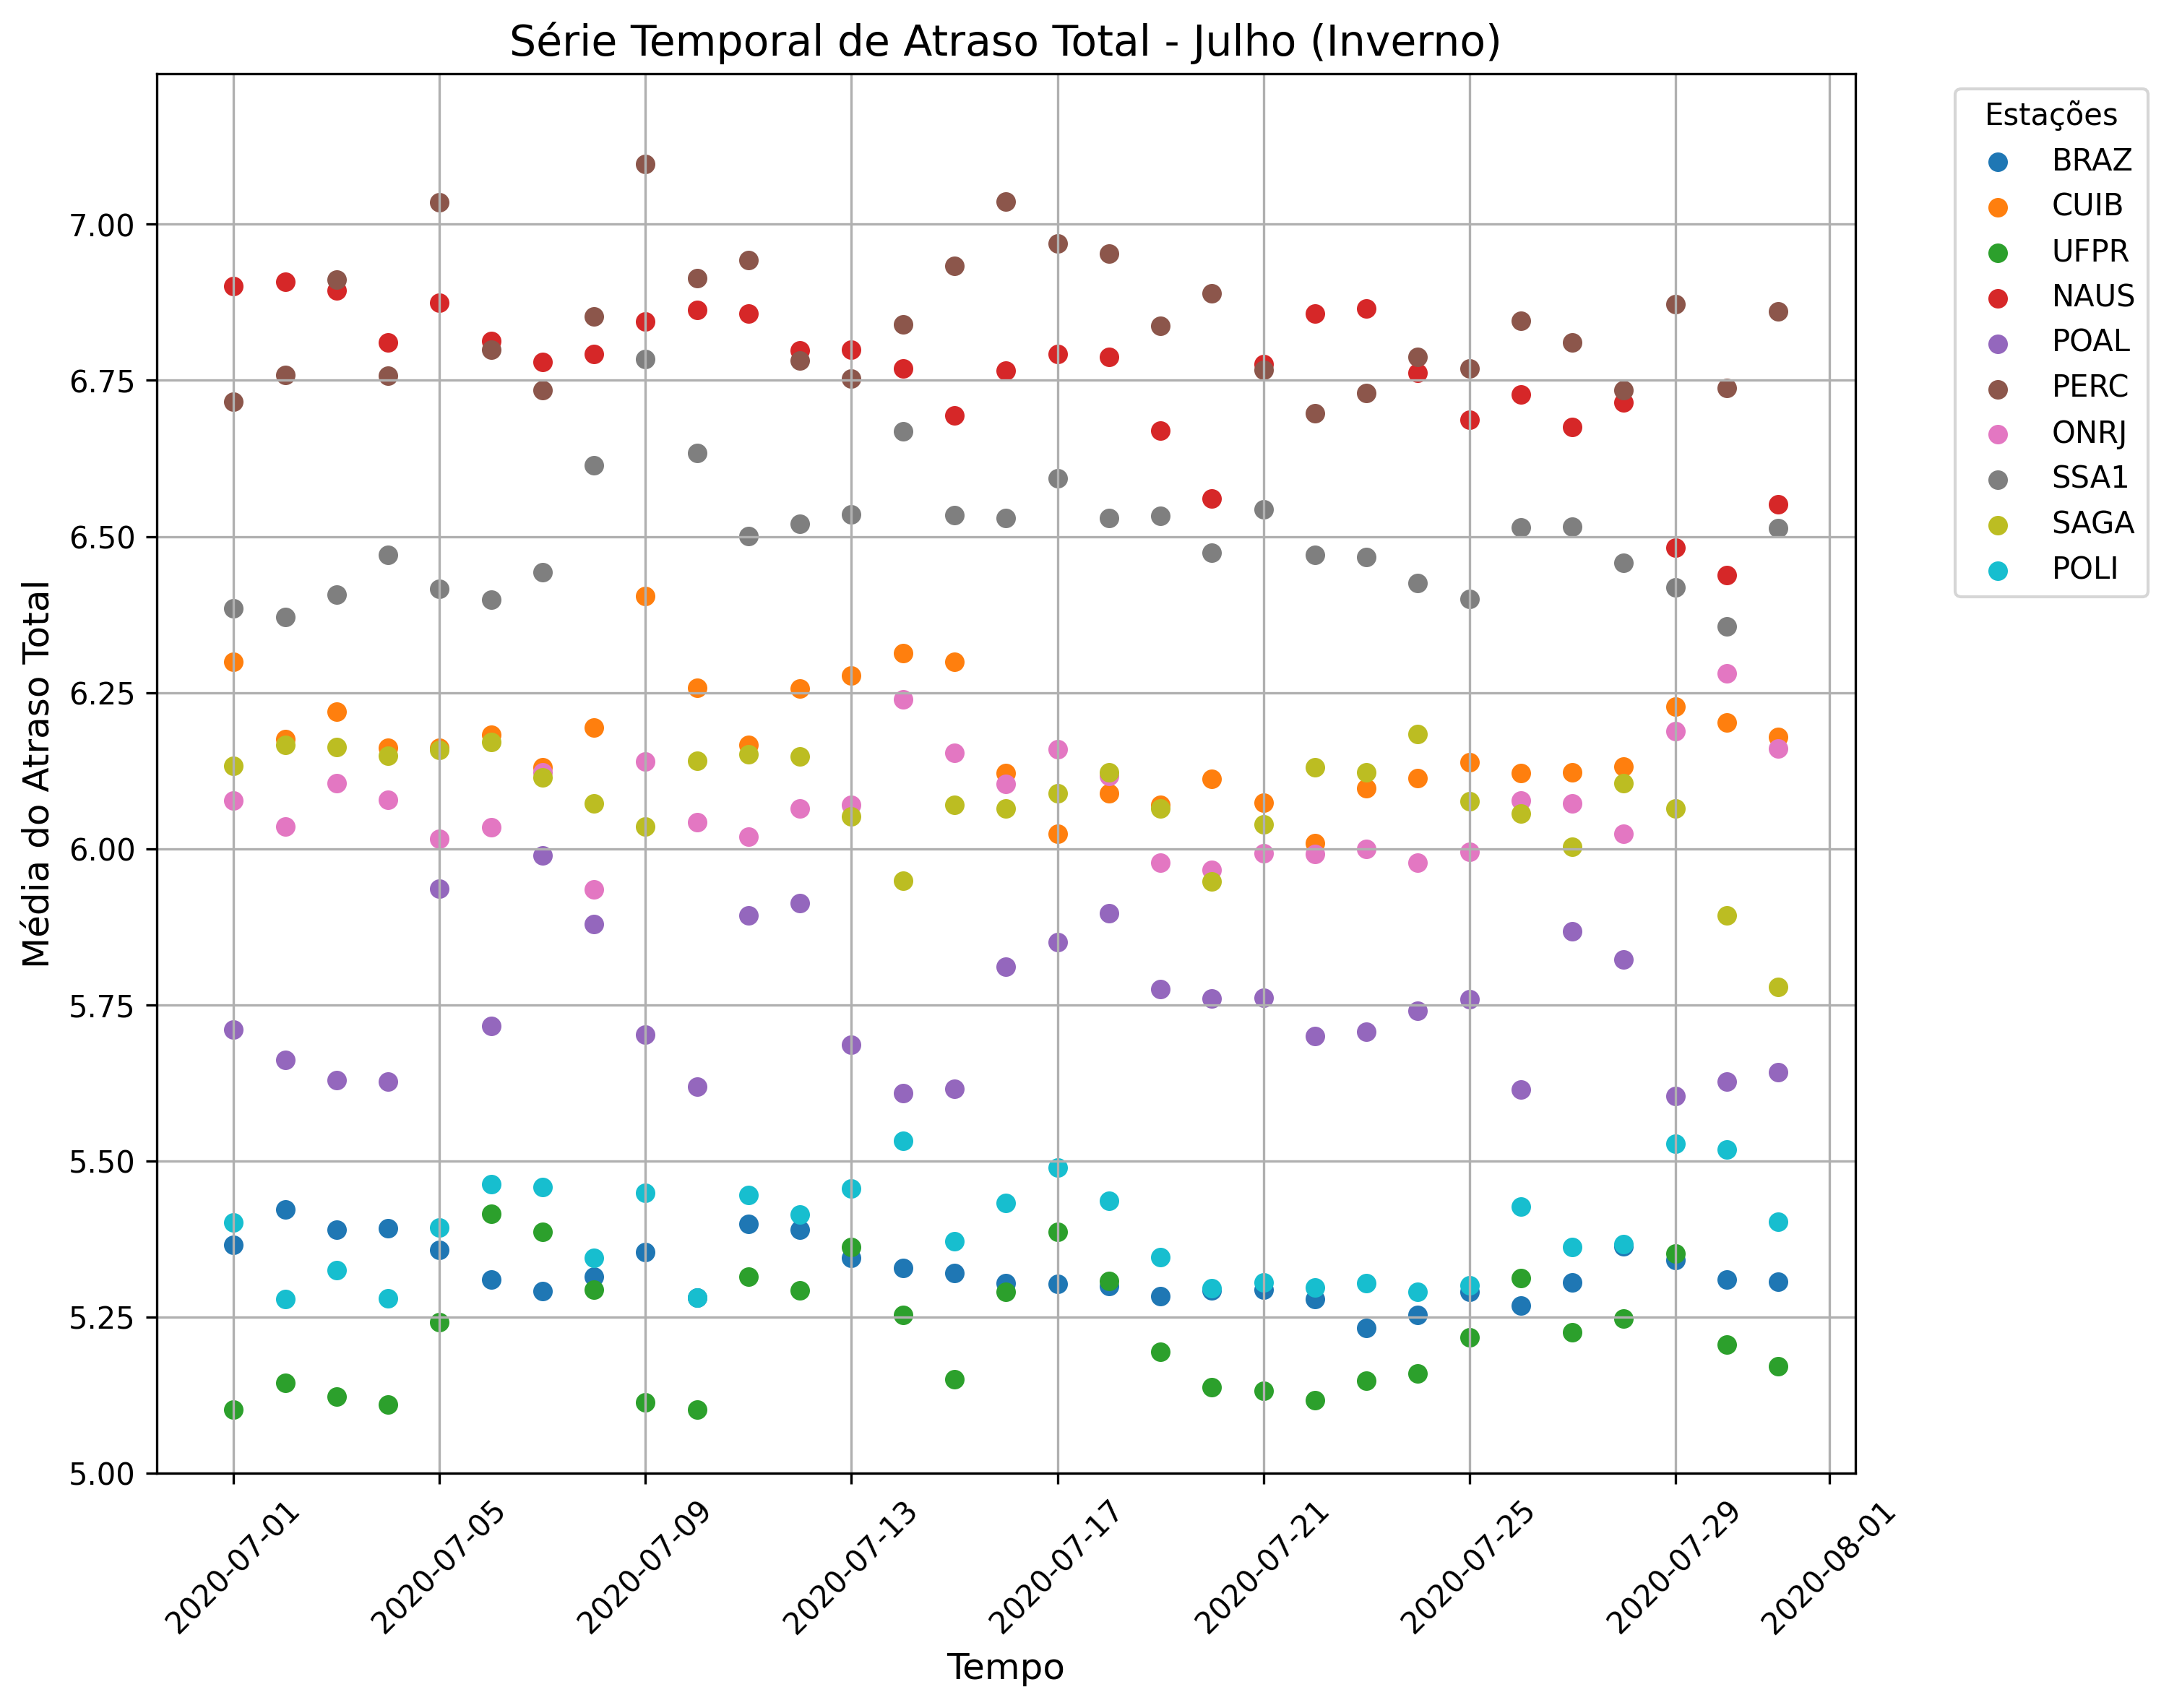 Série Temporal de Atraso Total - Julho (Inverno)
Estações
BRAZ
CUIB
UFPR
NAUS
POAL
PERC
ONRJ
SSA1
SAGA
POLI
Média do Atraso Total
7.00
6.75
6.50
6.25
6.00
5.75
5.50
5.25
5.00
2020-07-01
2020-07-05
2020-07-09
2020-07-13
2020-07-17
2020-07-21
2020-07-25
2020-07-29
2020-08-01
Tempo